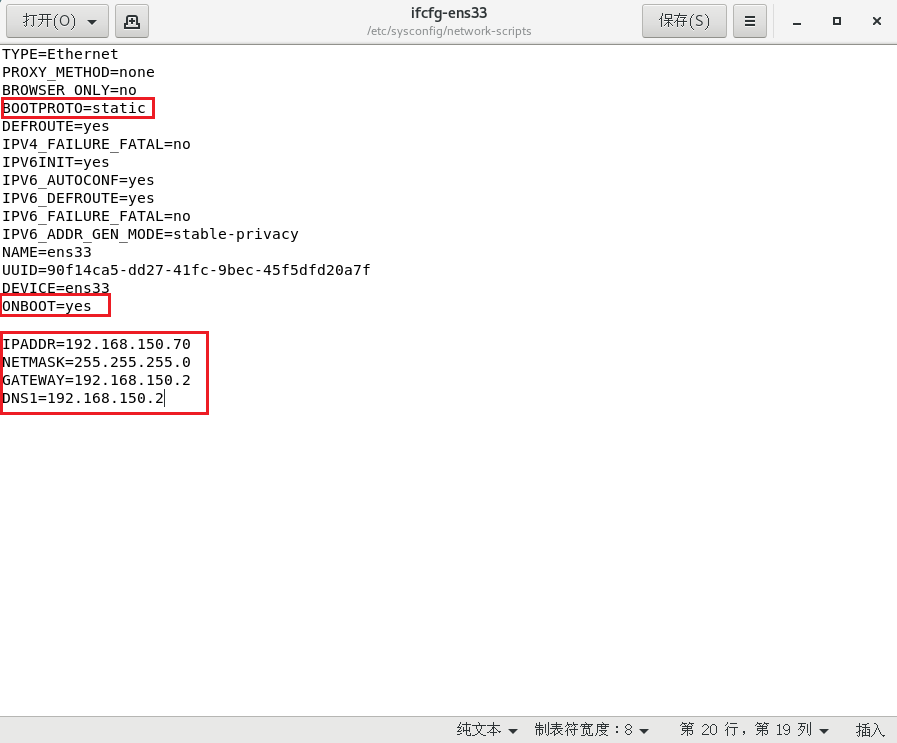 打开(O)
ifcfg-ens33
/etc/sysconfig/network-scripts
保存(S)
TYPE=Ethernet
PROXY_METHOD=none
BROWSER_ONLY=no
BOOTPROTO=static
DEFROUTE=yes
IPV4_FAILURE_FATAL=no
IPV6INIT=yes
IPV6_AUTOCONF=yes
IPV6_DEFROUTE=yes
IPV6_FAILURE_FATAL=no
IPV6_ADDR_GEN_MODE=stable-privacy
NAME=ens33
UUID=90f14ca5-dd27-41fc-9bec-45f5dfd20a7f
DEVICE=ens33
ONBOOT=yes
IPADDR=192.168.150.70
NETMASK=255.255.255.0
GATEWAY=192.168.150.2
DNS1=192.168.150.2
纯文本 制表符宽度：8 第 20 行，第 19 列 插入